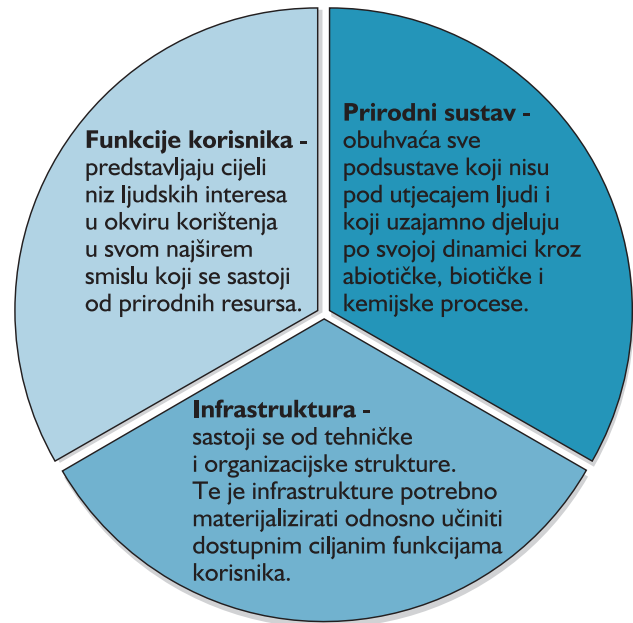 Funkcije korisnika -
predstavljaju cijeli
niz ljudskih interesa
u okviru korištenja
u svom najširem
smislu koji se sastoji
od prirodnih resursa.
Prirodni sustav -
obuhvaća sve
podsustave koji nisu
pod utjecajem ljudi i
koji uzajamno djeluju
po svojoj dinamici kroz
abiotičke, biotičke i
kemijske procese.
Infrastruktura -
sastoji se od tehničke
i organizacijske strukture.
Te je infrastrukture potrebno
materijalizirati odnosno učiniti
dostupnim ciljanim funkcijama
korisnika.